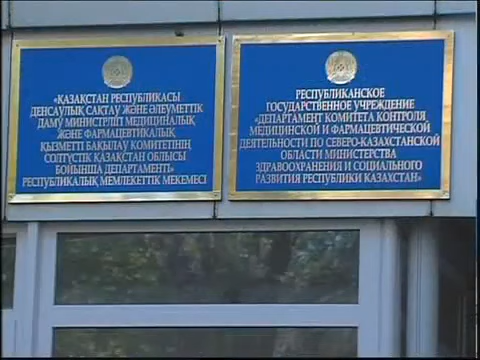 «ҚАЗАҚСТАН РЕСПУБЛИКАСЫ
ДЕНСАУЛЫҚ САҚТАУ ЖӘНЕ ӘЛЕУМЕТТІК
ДАМУ МИНИСТРЛІГІ МЕДИЦИНАЛЫҚ
ЖӘНЕ ФАРМАЦЕВТИКАЛЫҚ
ҚЫЗМЕТТІ БАҚЫЛАУ КОМИТЕТІНІҢ
СОЛТҮСТІК ҚАЗАҚСТАН ОБЛЫСЫ
БОЙЫНША ДЕПАРТАМЕНТІ»
РЕСПУБЛИКАЛЫҚ МЕМЛЕКЕТТІК МЕКЕМЕСІ
РЕСПУБЛИКАНСКОЕ
ГОСУДАРСТВЕННОЕ УЧРЕЖДЕНИЕ
«ДЕПАРТАМЕНТ КОМИТЕТА КОНТРОЛЯ
МЕДИЦИНСКОЙ И ФАРМАЦЕВТИЧЕСКОЙ
ДЕЯТЕЛЬНОСТИ ПО СЕВЕРО-КАЗАХСТАНСКОЙ
ОБЛАСТИ МИНИСТЕРСТВА
ЗДРАВООХРАНЕНИЯ И СОЦИАЛЬНОГО
РАЗВИТИЯ РЕСПУБЛИКИ КАЗАХСТАН»